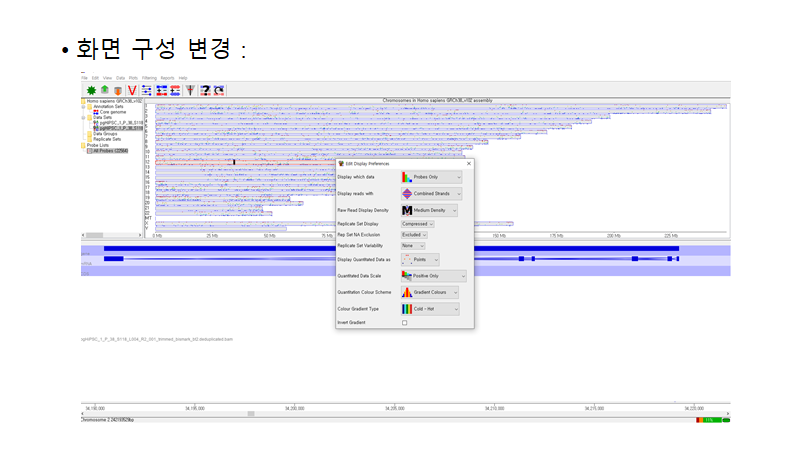 • 화면 구성 변경 :
File Edit View Data Plots Filtering Reports Help
Chromosomes in Homo sapiens GRCh38_v102 assembly
Homo sapiens GRCh38_v102
Annotation Sets
Core genome
Data Sets
pgHIPSC_1_P_36_S116
pgHIPSC_1_P_36_S116
Data Groups
Replicate Sets
Probe Lists
All Probes
1
2
3
4
5
6
7
8
9
10
11
12
13
14
15
16
17
18
19
20
21
22
MT
X
Y
0 Mb 25 Mb 50 Mb 75 Mb 150 Mb 175 Mb 200 Mb 225 Mb
Edit Display Preferences
Display which data Probes Only
Display reads with Combined Strands
Raw Read Display Density Medium Density
Replicate Set Display Compressed
Rep Set NA Exclusion Excluded
Replicate Set Variability None
Display Quantitated Data as Points
Quantitated Data Scale Positive Only
Quantitation Colour Scheme Gradient Colours
Colour Gradient Type Cold - Hot
Invert Gradient
34,190,000 34,195,000 34,200,000 34,205,000 34,210,000 34,215,000 34,220,000
Chromosome 2 242193529bp